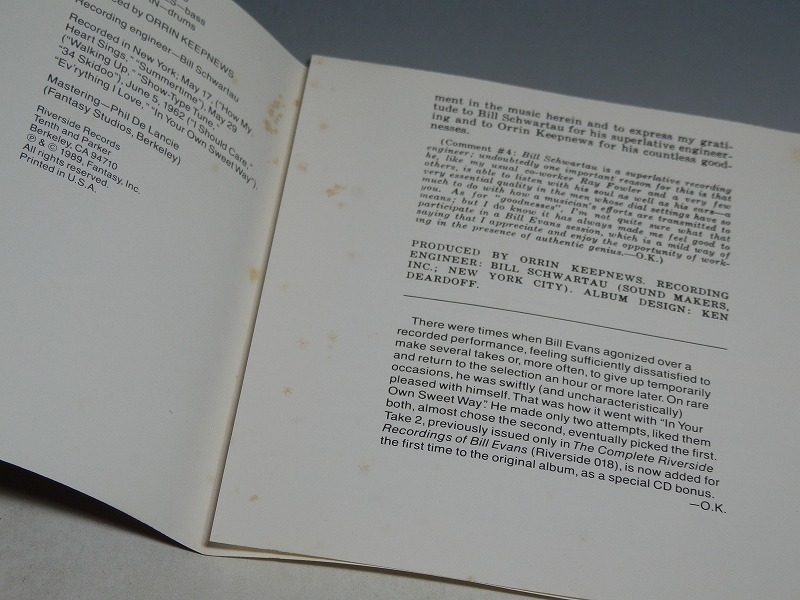 —bass
—drums
ced by ORRIN KEEPNEWS
Recording engineer—Bill Schwartau
Recorded in New York: May 17 ("How My
Heart Sings," "Summertime"), May 29
("Walking Up," "Show-Type Tune,"
"34 Skidoo"), June 5, 1962 ("I Should Care,"
"Ev'rything I Love," "In Your Own Sweet Way").
Mastering—Phil De Lancie
(Fantasy Studios, Berkeley)
Riverside Records
Tenth and Parker
Berkeley, CA 94710
℗ & © 1989, Fantasy, Inc.
All rights reserved.
Printed in U.S.A.
ment in the music herein and to express my grati-
tude to Bill Schwartau for his superlative engineer-
ing and to Orrin Keepnews for his countless good-
nesses.
(Comment #4: Bill Schwartau is a superlative recording
engineer; undoubtedly one important reason for this is that
he, like my usual co-worker Ray Fowler and a very few
others, is able to listen with his soul as well as his ears—a
very essential quality in the men whose dial settings have so
much to do with how a musician's efforts are transmitted to
you. As for "goodnesses", I'm not quite sure what that
means; but I do know it has always made me feel good to
participate in a Bill Evans session, which is a mild way of
saying that I appreciate and enjoy the opportunity of work-
ing in the presence of authentic genius.—O.K.)
PRODUCED BY ORRIN KEEPNEWS. RECORDING
ENGINEER: BILL SCHWARTAU (SOUND MAKERS,
INC.; NEW YORK CITY). ALBUM DESIGN: KEN
DEARDOFF.
There were times when Bill Evans agonized over a
recorded performance, feeling sufficiently dissatisfied to
make several takes or, more often, to give up temporarily
and return to the selection an hour or more later. On rare
occasions, he was swiftly (and uncharacteristically)
pleased with himself. That was how it went with "In Your
Own Sweet Way". He made only two attempts, liked them
both, almost chose the second, eventually picked the first.
Take 2, previously issued only in The Complete Riverside
Recordings of Bill Evans (Riverside 018), is now added for
the first time to the original album, as a special CD bonus.
—O.K.